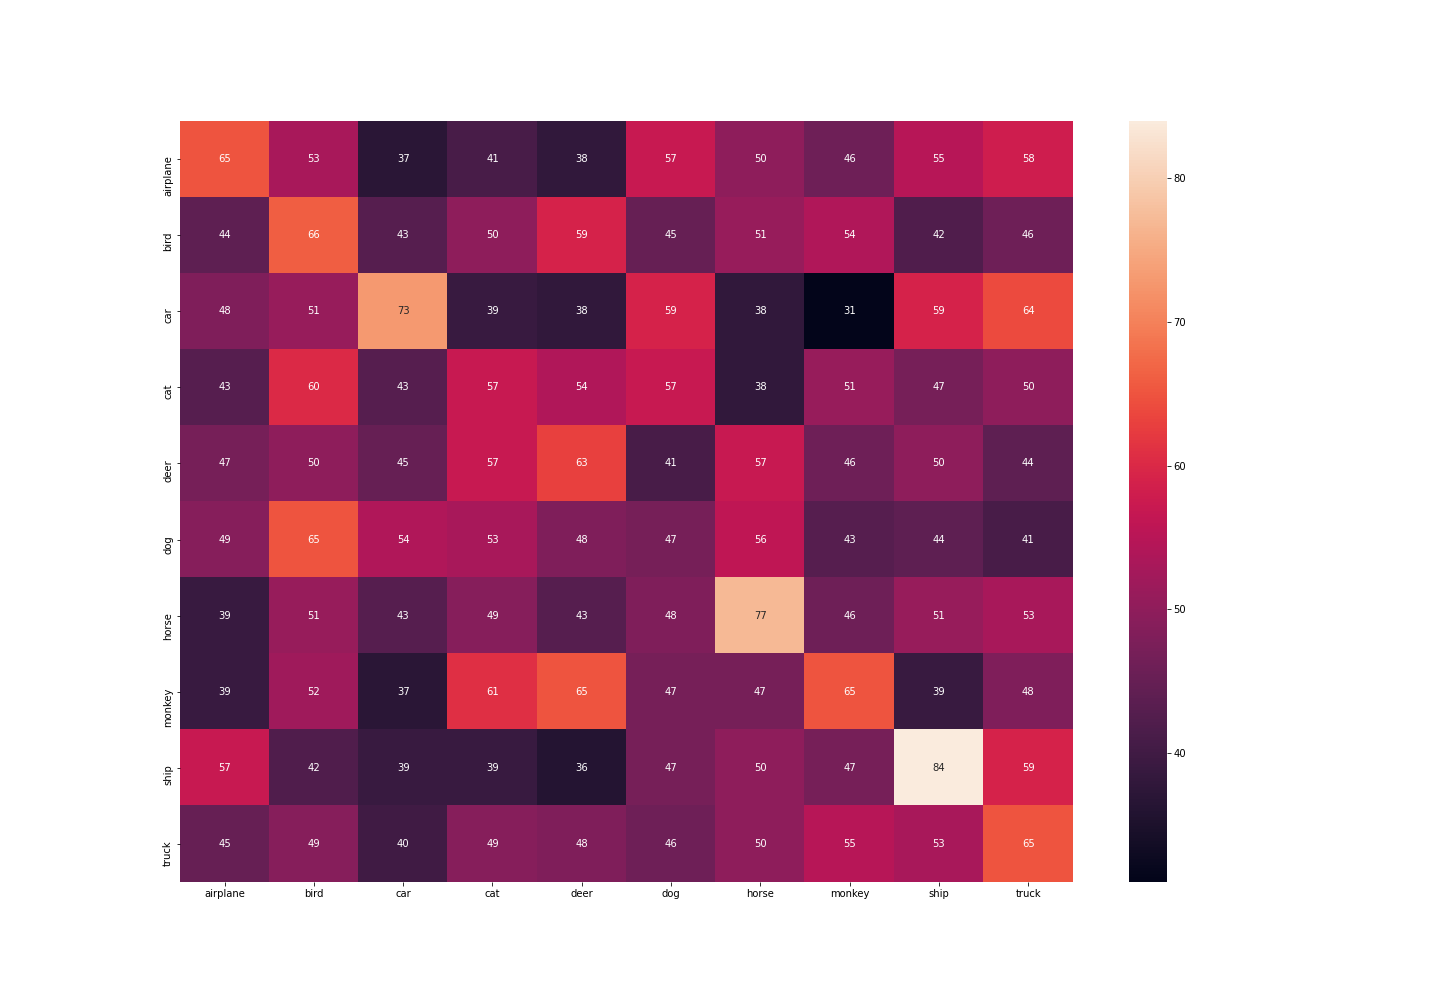 airplane 65 53 37 41 38 57 50 46 55 58
80
bird 44 66 43 50 59 45 51 54 42 46
car 48 51 73 39 38 59 38 31 59 64
70
cat 43 60 43 57 54 57 38 51 47 50
deer 47 50 45 57 63 41 57 46 50 44
60
dog 49 65 54 53 48 47 56 43 44 41
horse 39 51 43 49 43 48 77 46 51 53
50
monkey 39 52 37 61 65 47 47 65 39 48
ship 57 42 39 39 36 47 50 47 84 59
40
truck 45 49 40 49 48 46 50 55 53 65
airplane bird car cat deer dog horse monkey ship truck